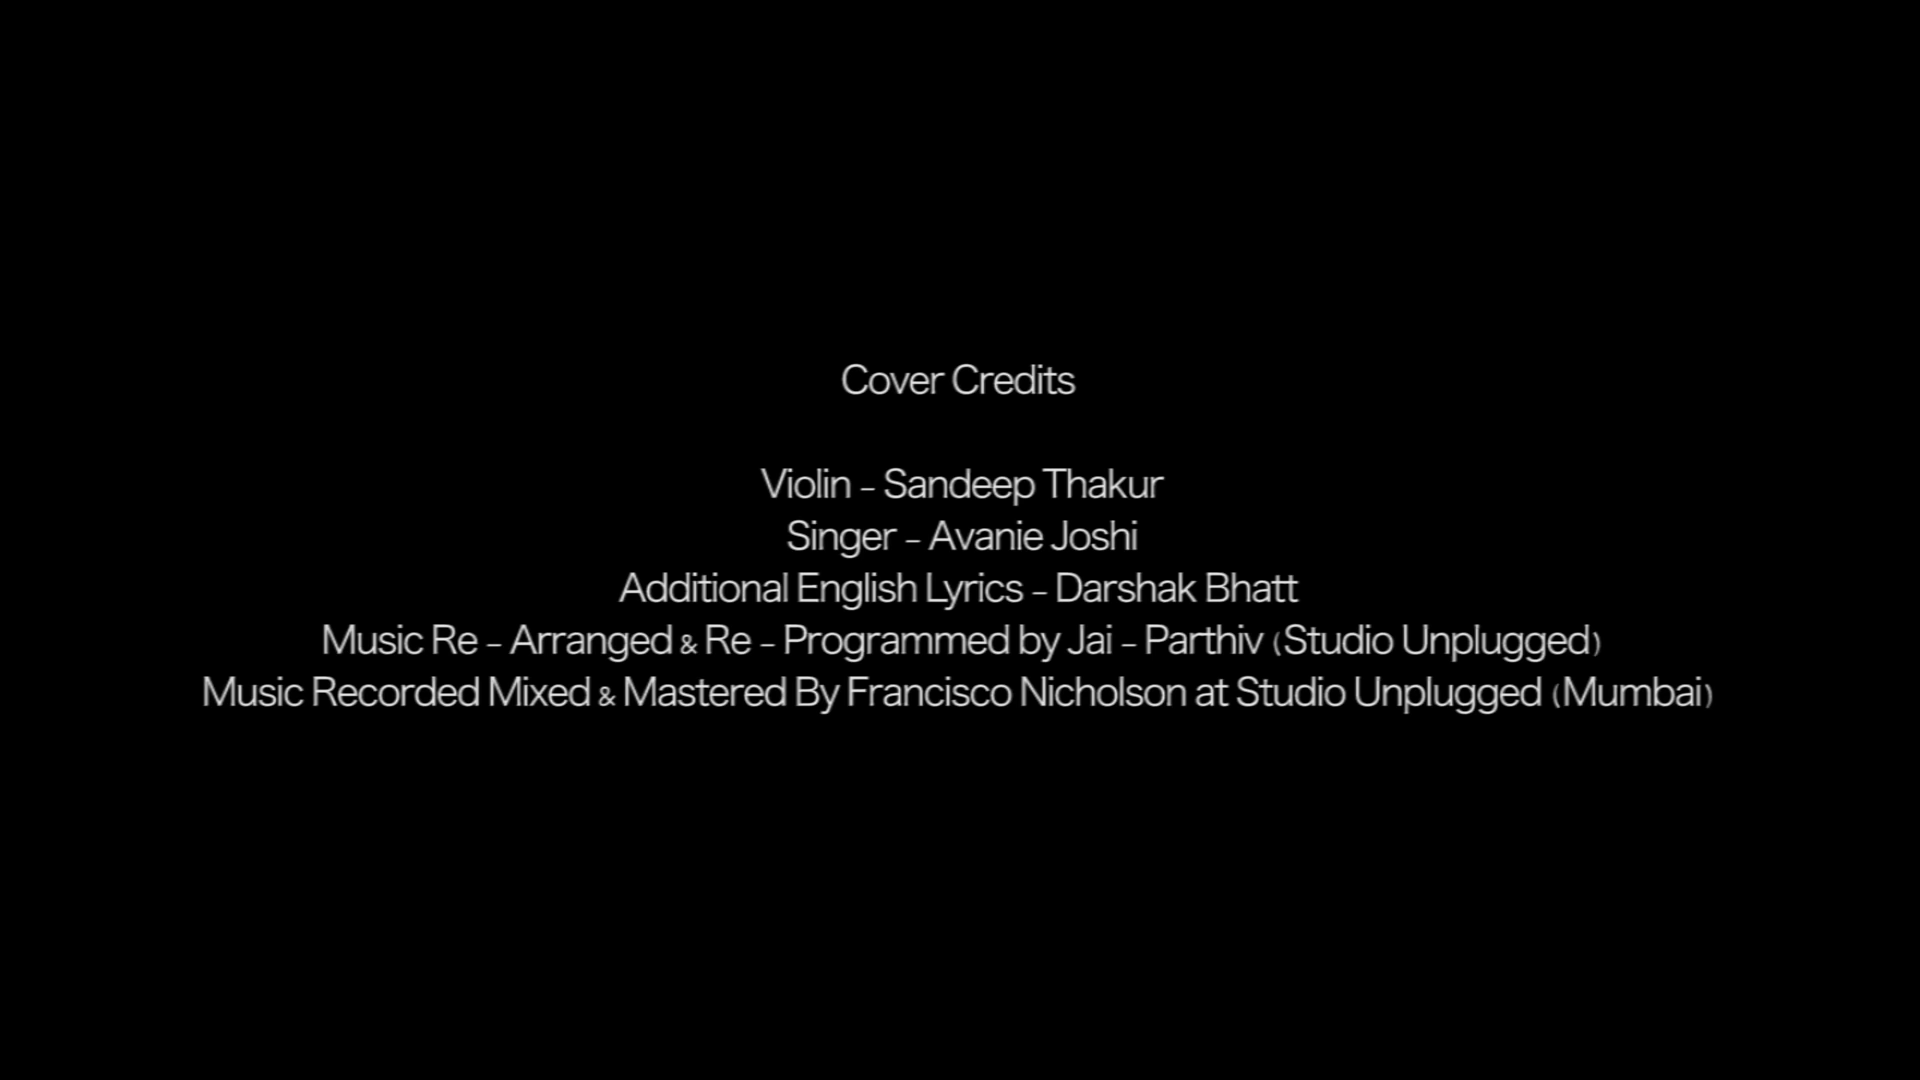 Cover Credits
Violin - Sandeep Thakur
Singer - Avanie Joshi
Additional English Lyrics - Darshak Bhatt
Music Re - Arranged & Re - Programmed by Jai - Parthiv (Studio Unplugged)
Music Recorded Mixed & Mastered By Francisco Nicholson at Studio Unplugged (Mumbai)